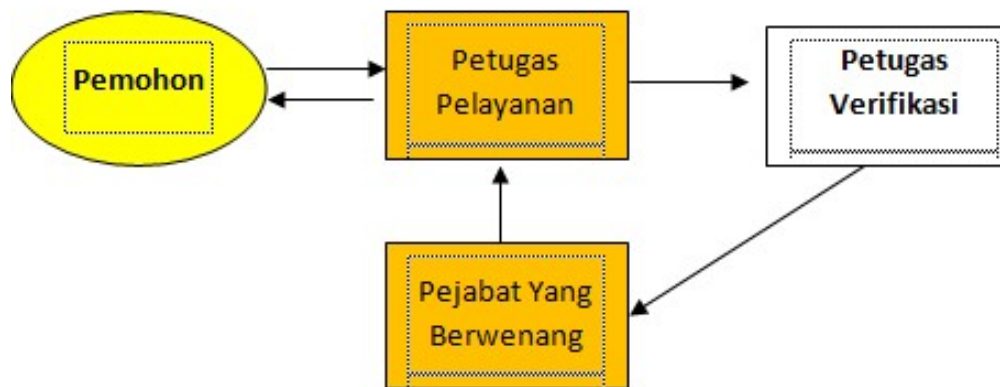 Pemohon
Petugas
Pelayanan
Petugas
Verifikasi
Pejabat Yang
Berwenang